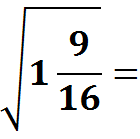 √(1 9/16) =